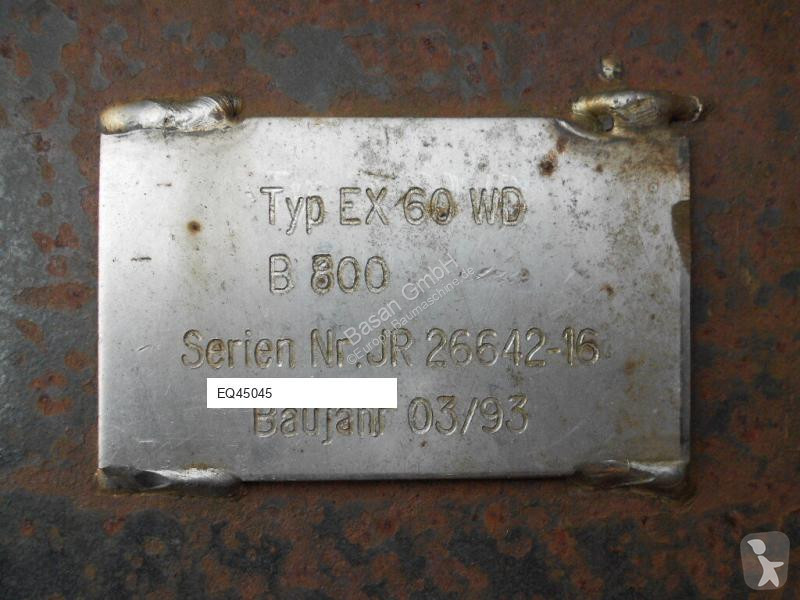 Typ EX 60 WD
B 800
Basan GmbH
Serien Nr. JR 26642-16
EQ45045
Baujahr 03/93